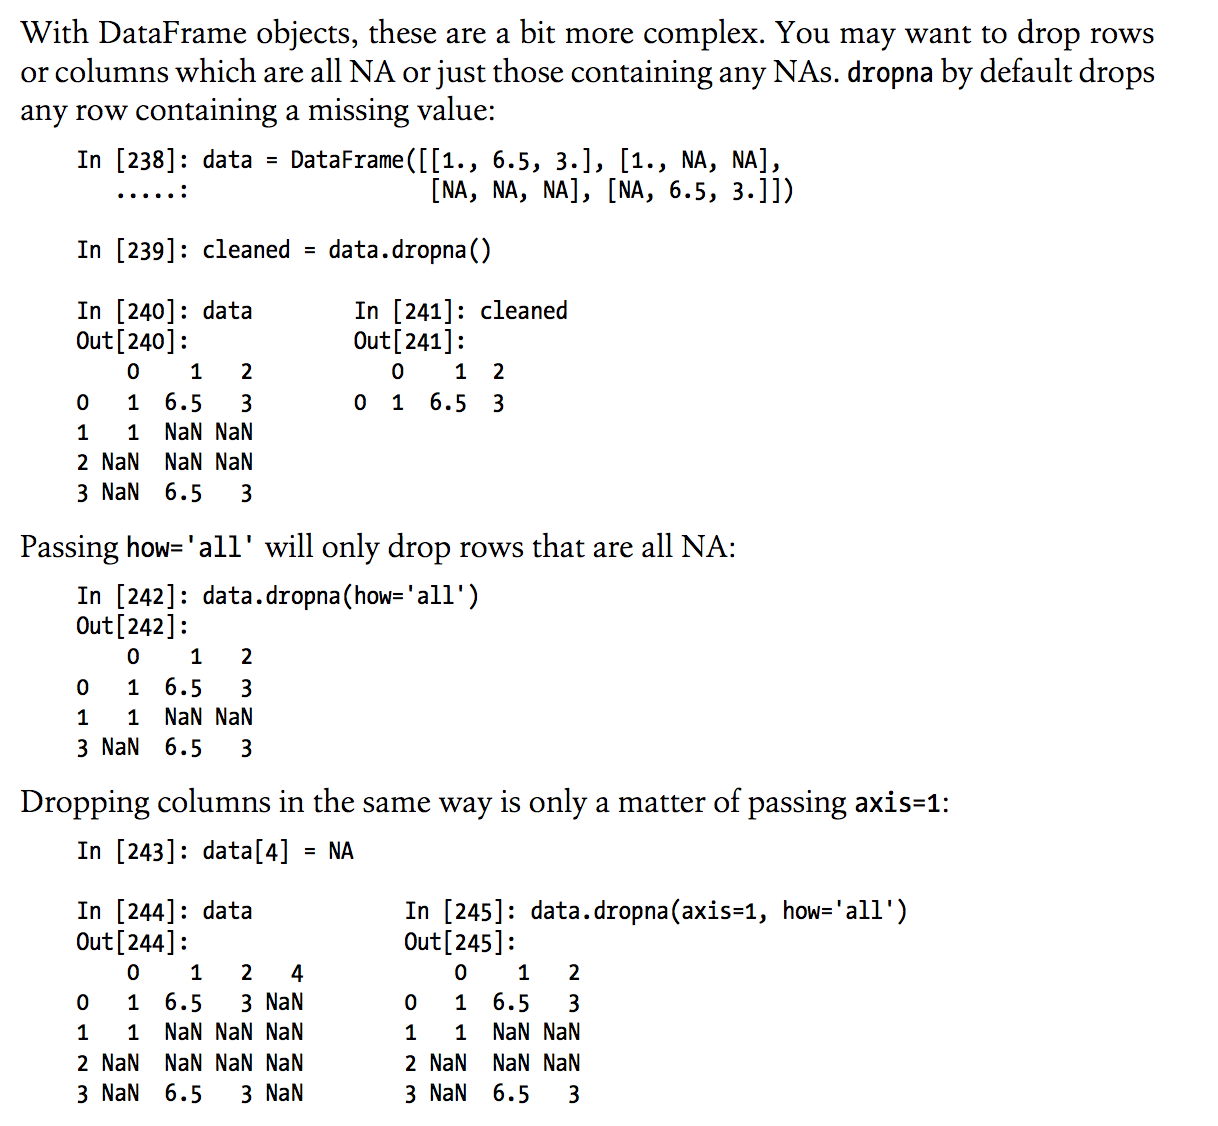 With DataFrame objects, these are a bit more complex. You may want to drop rows
or columns which are all NA or just those containing any NAs. dropna by default drops
any row containing a missing value:
In [238]: data = DataFrame([[1., 6.5, 3.], [1., NA, NA],
.....:                   [NA, NA, NA], [NA, 6.5, 3.]])
In [239]: cleaned = data.dropna()
In [240]: data        In [241]: cleaned
Out[240]:             Out[241]:
    0    1   2           0    1  2
0   1  6.5   3        0  1  6.5  3
1   1  NaN NaN
2 NaN  NaN NaN
3 NaN  6.5   3
Passing how='all' will only drop rows that are all NA:
In [242]: data.dropna(how='all')
Out[242]:
    0    1   2
0   1  6.5   3
1   1  NaN NaN
3 NaN  6.5   3
Dropping columns in the same way is only a matter of passing axis=1:
In [243]: data[4] = NA
In [244]: data            In [245]: data.dropna(axis=1, how='all')
Out[244]:                 Out[245]:
    0    1   2   4            0    1   2
0   1  6.5   3 NaN        0   1  6.5   3
1   1  NaN NaN NaN        1   1  NaN NaN
2 NaN  NaN NaN NaN        2 NaN  NaN NaN
3 NaN  6.5   3 NaN        3 NaN  6.5   3